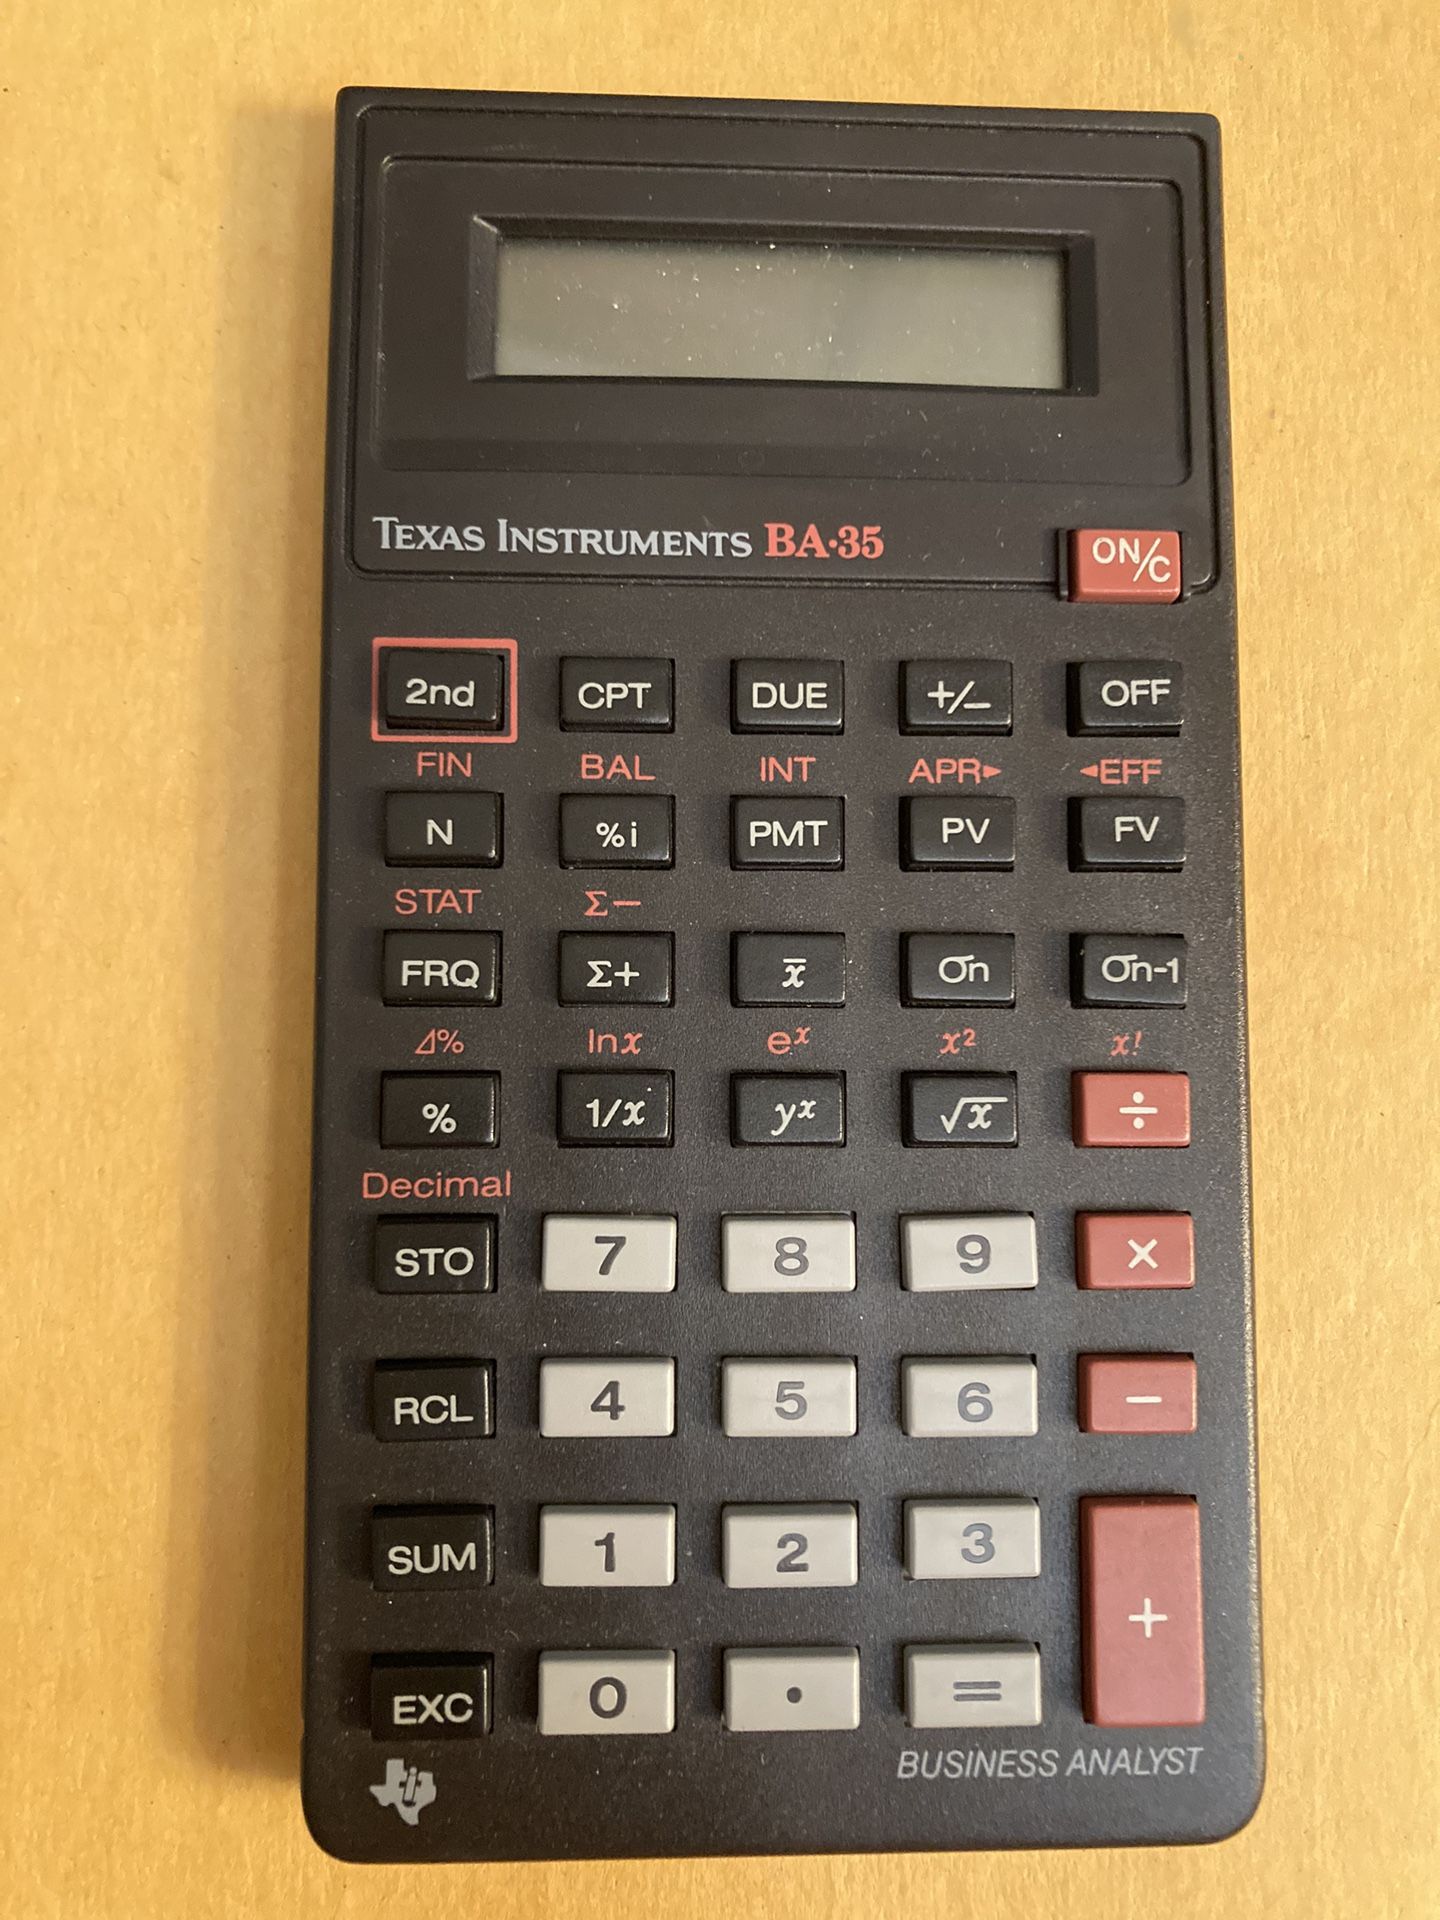 TEXAS INSTRUMENTS BA·35
ON/C
2nd CPT DUE +/− OFF
FIN BAL INT APR► ◄EFF
N %i PMT PV FV
STAT Σ−
FRQ Σ+ x̄ σn σn-1
Δ% lnx eˣ x² x!
% 1/x yˣ √x ÷
Decimal
STO 7 8 9 ×
RCL 4 5 6 −
SUM 1 2 3 +
EXC 0 . =
BUSINESS ANALYST